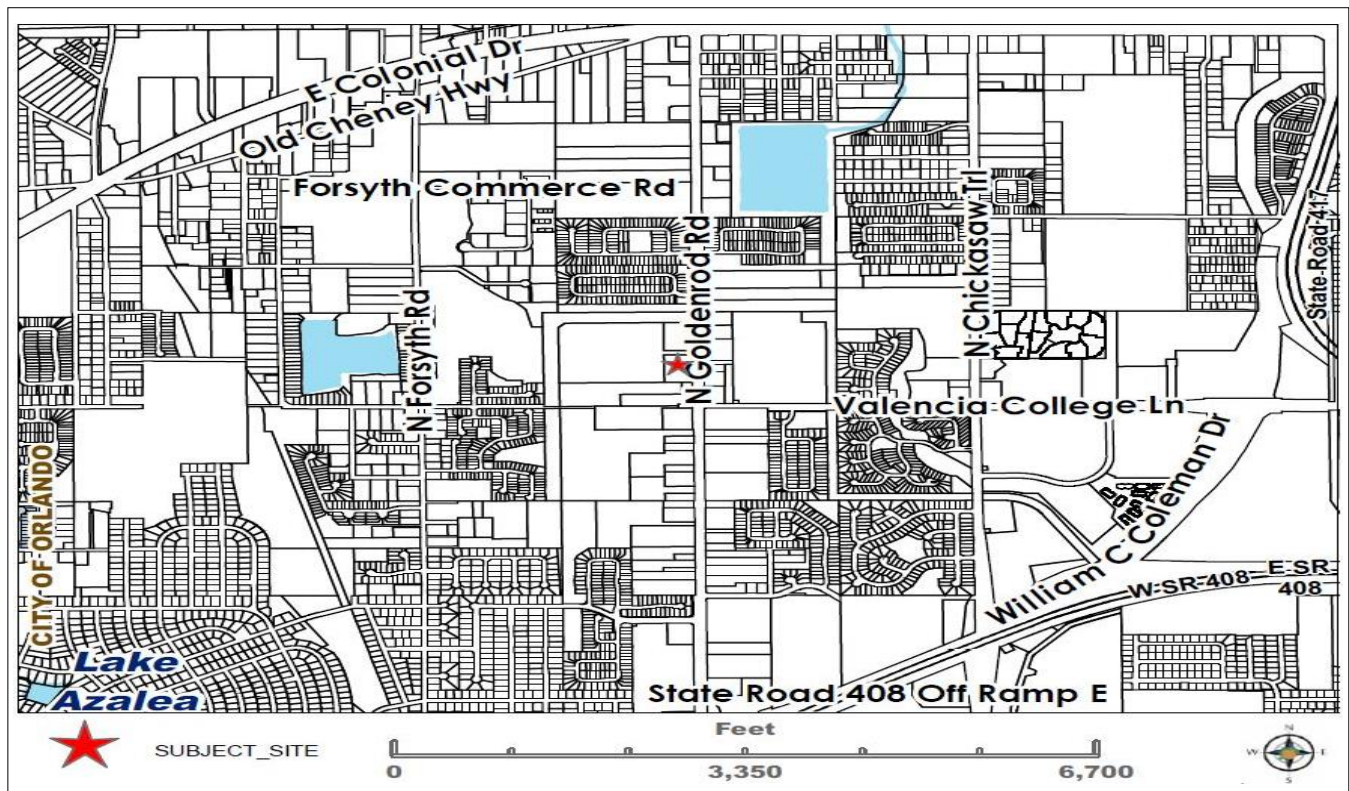 E Colonial Dr
Old Cheney Hwy
Forsyth Commerce Rd
N Goldenrod Rd
N Chickasaw Trl
State Road 417
N Forsyth Rd
Valencia College Ln
CITY OF ORLANDO
William C Coleman Dr
W SR 408
E SR
408
Lake
Azalea
State Road 408 Off Ramp E
SUBJECT_SITE
Feet
0
3,350
6,700
N
W
E
S